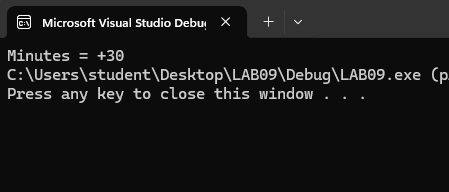 Microsoft Visual Studio Debug
Minutes = +30
C:\Users\student\Desktop\LAB09\Debug\LAB09.exe
Press any key to close this window . . .